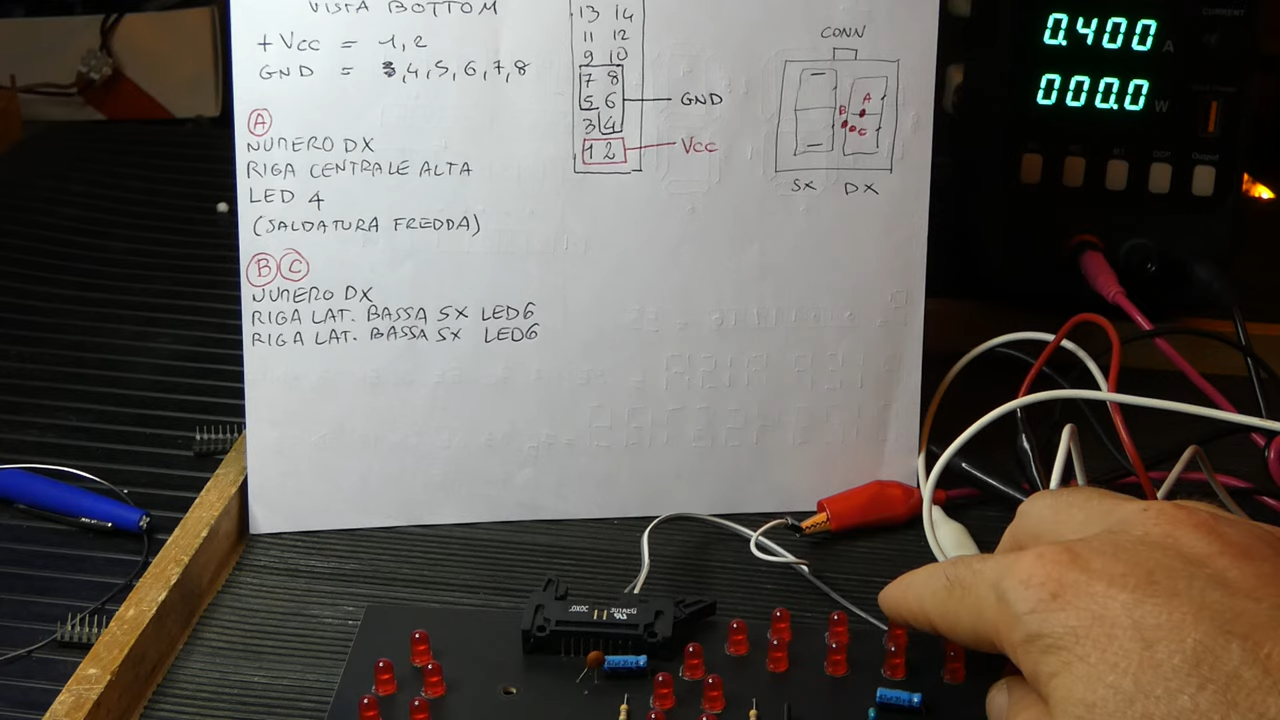 VISTA BOTTOM
+Vcc = 1,2
GND = 3,4,5,6,7,8
A
NUMERO DX
RIGA CENTRALE ALTA
LED 4
(SALDATURA FREDDA)
B C
NUMERO DX
RIGA LAT. BASSA SX LED6
RIGA LAT. BASSA SX LED6
13 14
11 12
9 10
7 8
5 6
3 4
1 2
GND
Vcc
CONN
A
B
C
SX DX
CURRENT
0.400 A
000.0 W
Output